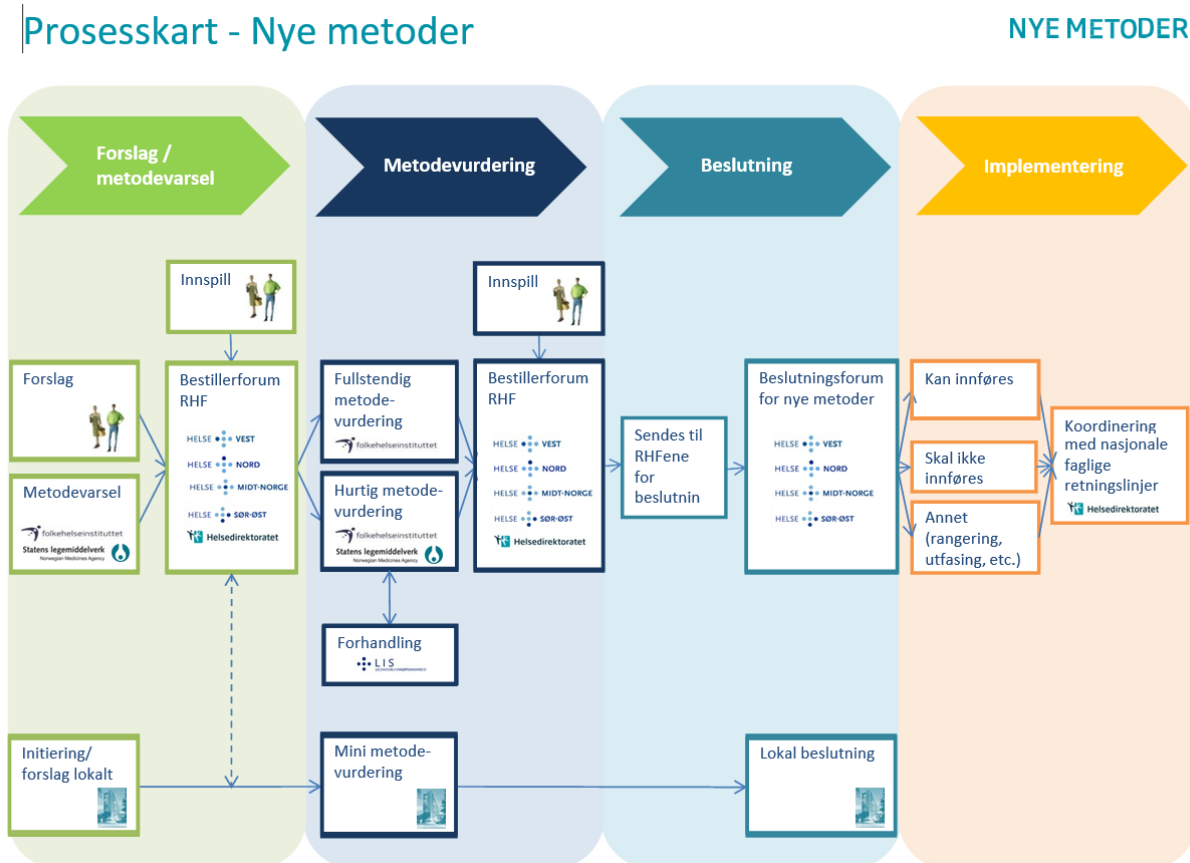 Prosesskart - Nye metoder
NYE METODER
Forslag /
metodevarsel
Metodevurdering
Beslutning
Implementering
Innspill
Innspill
Forslag
Metodevarsel
folkehelseinstituttet
Statens legemiddelverk
Norwegian Medicines Agency
Bestillerforum
RHF
HELSE VEST
HELSE NORD
HELSE MIDT-NORGE
HELSE SØR-ØST
Helsedirektoratet
Fullstendig
metode-
vurdering
folkehelseinstituttet
Hurtig metode-
vurdering
folkehelseinstituttet
Statens legemiddelverk
Norwegian Medicines Agency
Forhandling
LIS
Bestillerforum
RHF
HELSE VEST
HELSE NORD
HELSE MIDT-NORGE
HELSE SØR-ØST
Helsedirektoratet
Sendes til
RHFene
for
beslutnin
Beslutningsforum
for nye metoder
HELSE VEST
HELSE NORD
HELSE MIDT-NORGE
HELSE SØR-ØST
Kan innføres
Skal ikke
innføres
Annet
(rangering,
utfasing, etc.)
Koordinering
med nasjonale
faglige
retningslinjer
Helsedirektoratet
Initiering/
forslag lokalt
Mini metode-
vurdering
Lokal beslutning